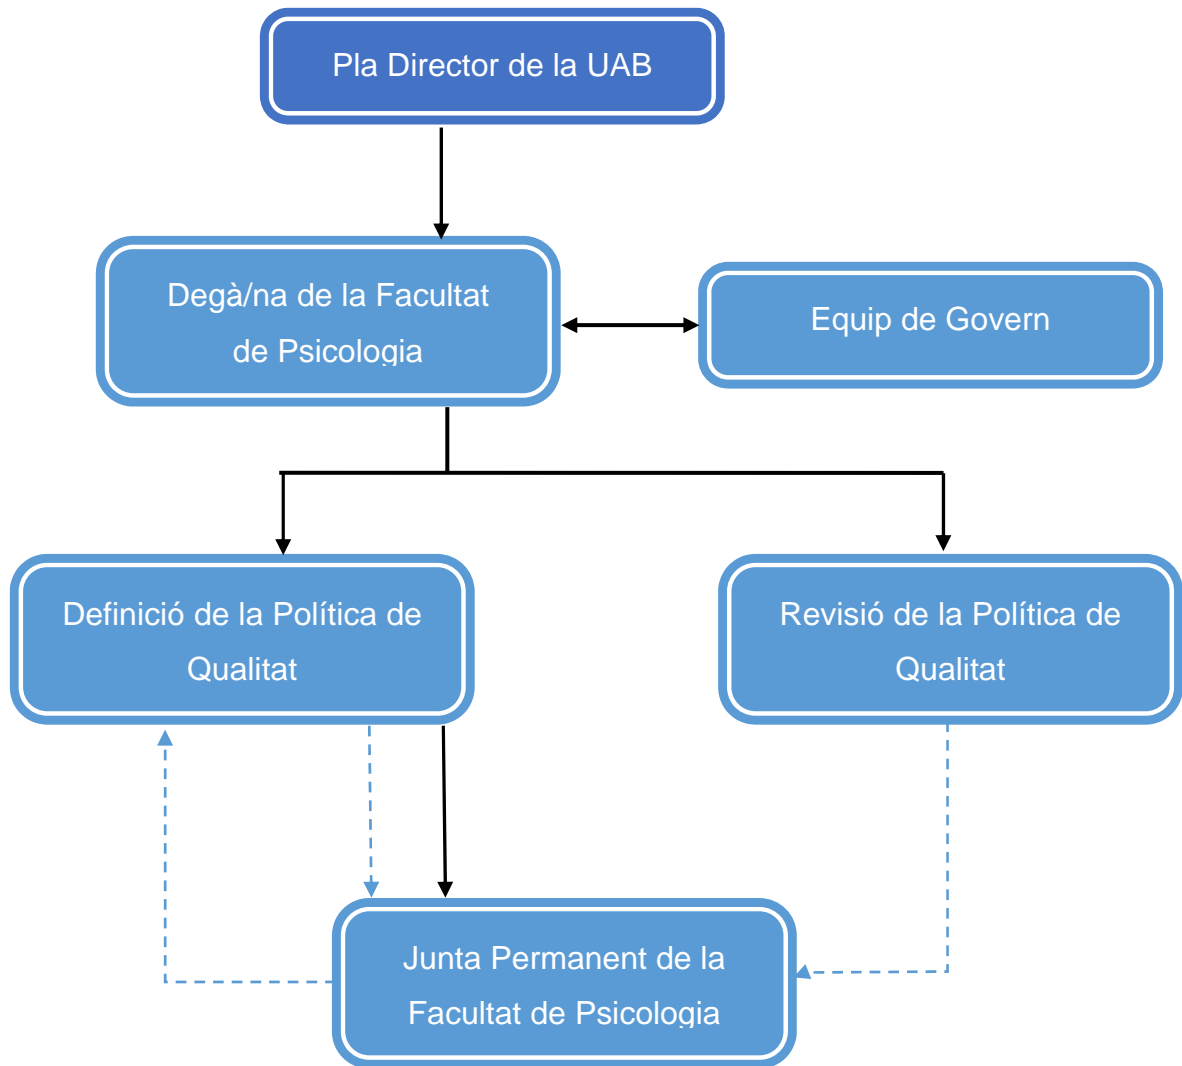 Pla Director de la UAB
Degà/na de la Facultat
de Psicologia
Equip de Govern
Definició de la Política de
Qualitat
Revisió de la Política de
Qualitat
Junta Permanent de la
Facultat de Psicologia